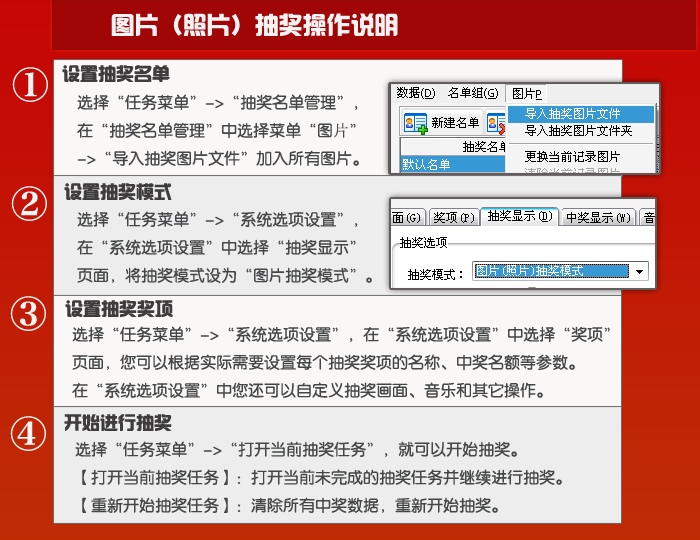 图片（照片）抽奖操作说明
①
设置抽奖名单
选择“任务菜单”->“抽奖名单管理”，
在“抽奖名单管理”中选择菜单“图片”
->“导入抽奖图片文件”加入所有图片。
数据(D) 名单组(G) 图片P
新建名单
抽奖名单
默认名单
导入抽奖图片文件
导入抽奖图片文件夹
更换当前记录图片
清除当前记录图片
②
设置抽奖模式
选择“任务菜单”->“系统选项设置”，
在“系统选项设置”中选择“抽奖显示”
页面，将抽奖模式设为“图片抽奖模式”。
面(G) 奖项(P) 抽奖显示(D) 中奖显示(W) 音
抽奖选项
抽奖模式： 图片(照片)抽奖模式
③
设置抽奖奖项
选择“任务菜单”->“系统选项设置”，在“系统选项设置”中选择“奖项”
页面，您可以根据实际需要设置每个抽奖奖项的名称、中奖名额等参数。
在“系统选项设置”中您还可以自定义抽奖画面、音乐和其它操作。
④
开始进行抽奖
选择“任务菜单”->“打开当前抽奖任务”，就可以开始抽奖。
【打开当前抽奖任务】：打开当前未完成的抽奖任务并继续进行抽奖。
【重新开始抽奖任务】：清除所有中奖数据，重新开始抽奖。